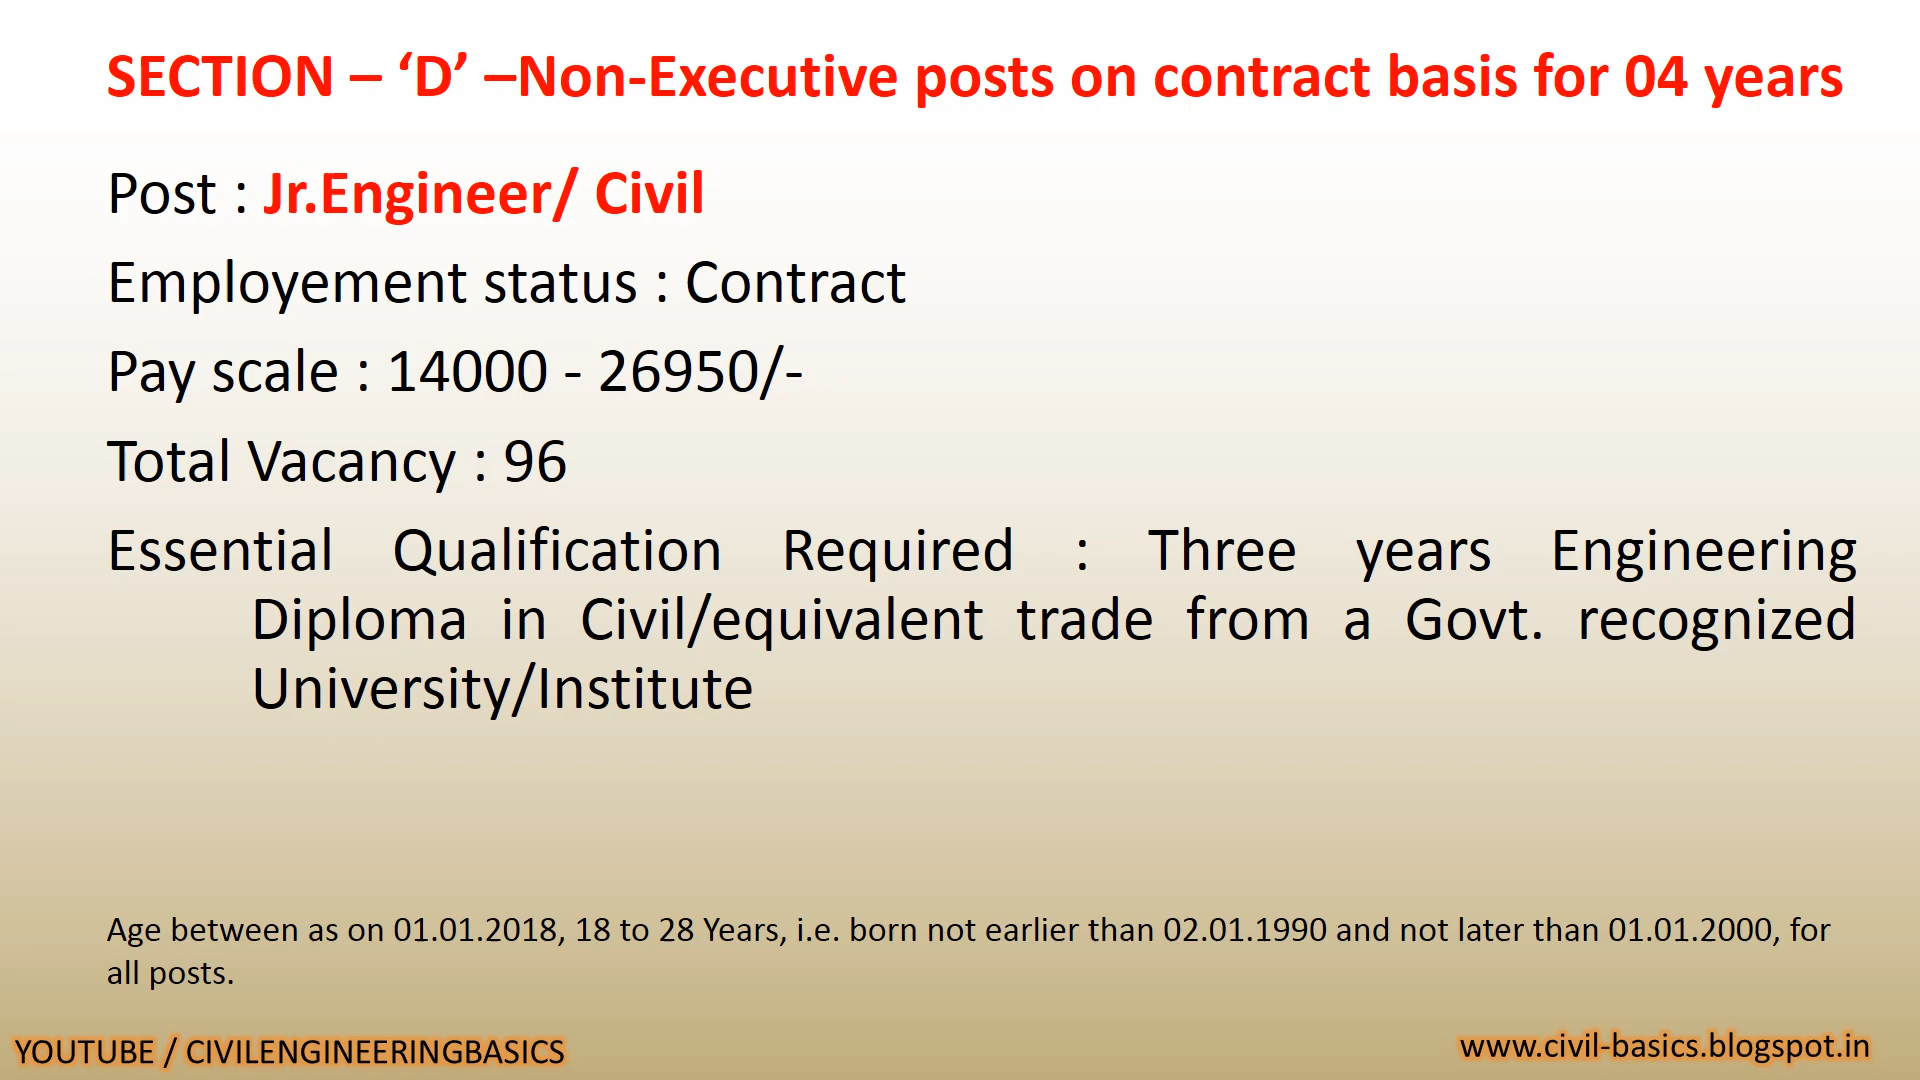 SECTION – ‘D’ –Non-Executive posts on contract basis for 04 years
Post : Jr.Engineer/ Civil
Employement status : Contract
Pay scale : 14000 - 26950/-
Total Vacancy : 96
Essential Qualification Required : Three years Engineering
Diploma in Civil/equivalent trade from a Govt. recognized
University/Institute
Age between as on 01.01.2018, 18 to 28 Years, i.e. born not earlier than 02.01.1990 and not later than 01.01.2000, for
all posts.
YOUTUBE / CIVILENGINEERINGBASICS
www.civil-basics.blogspot.in